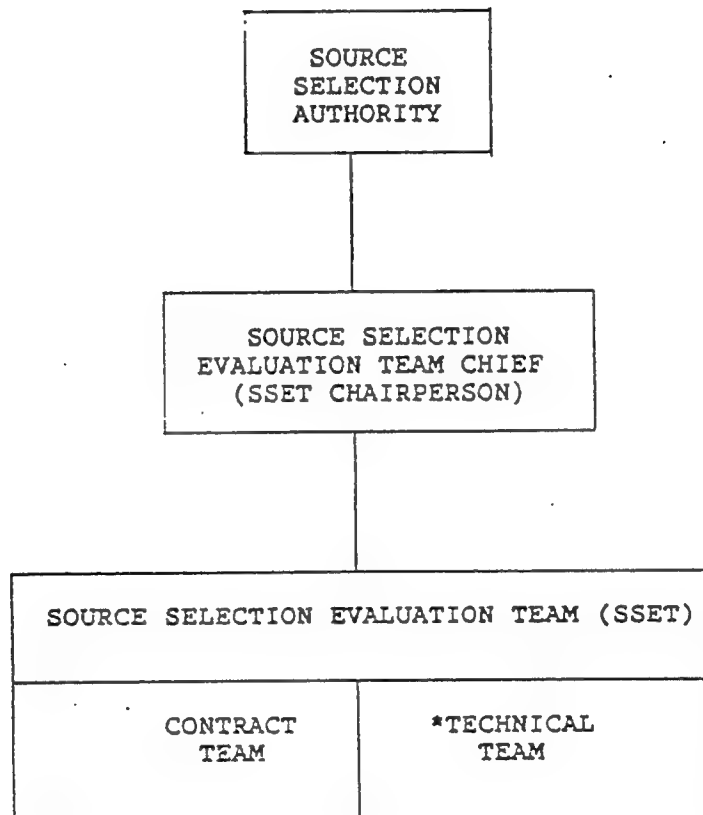 SOURCE
SELECTION
AUTHORITY
SOURCE SELECTION
EVALUATION TEAM CHIEF
(SSET CHAIRPERSON)
SOURCE SELECTION EVALUATION TEAM (SSET)
CONTRACT
TEAM
*TECHNICAL
TEAM